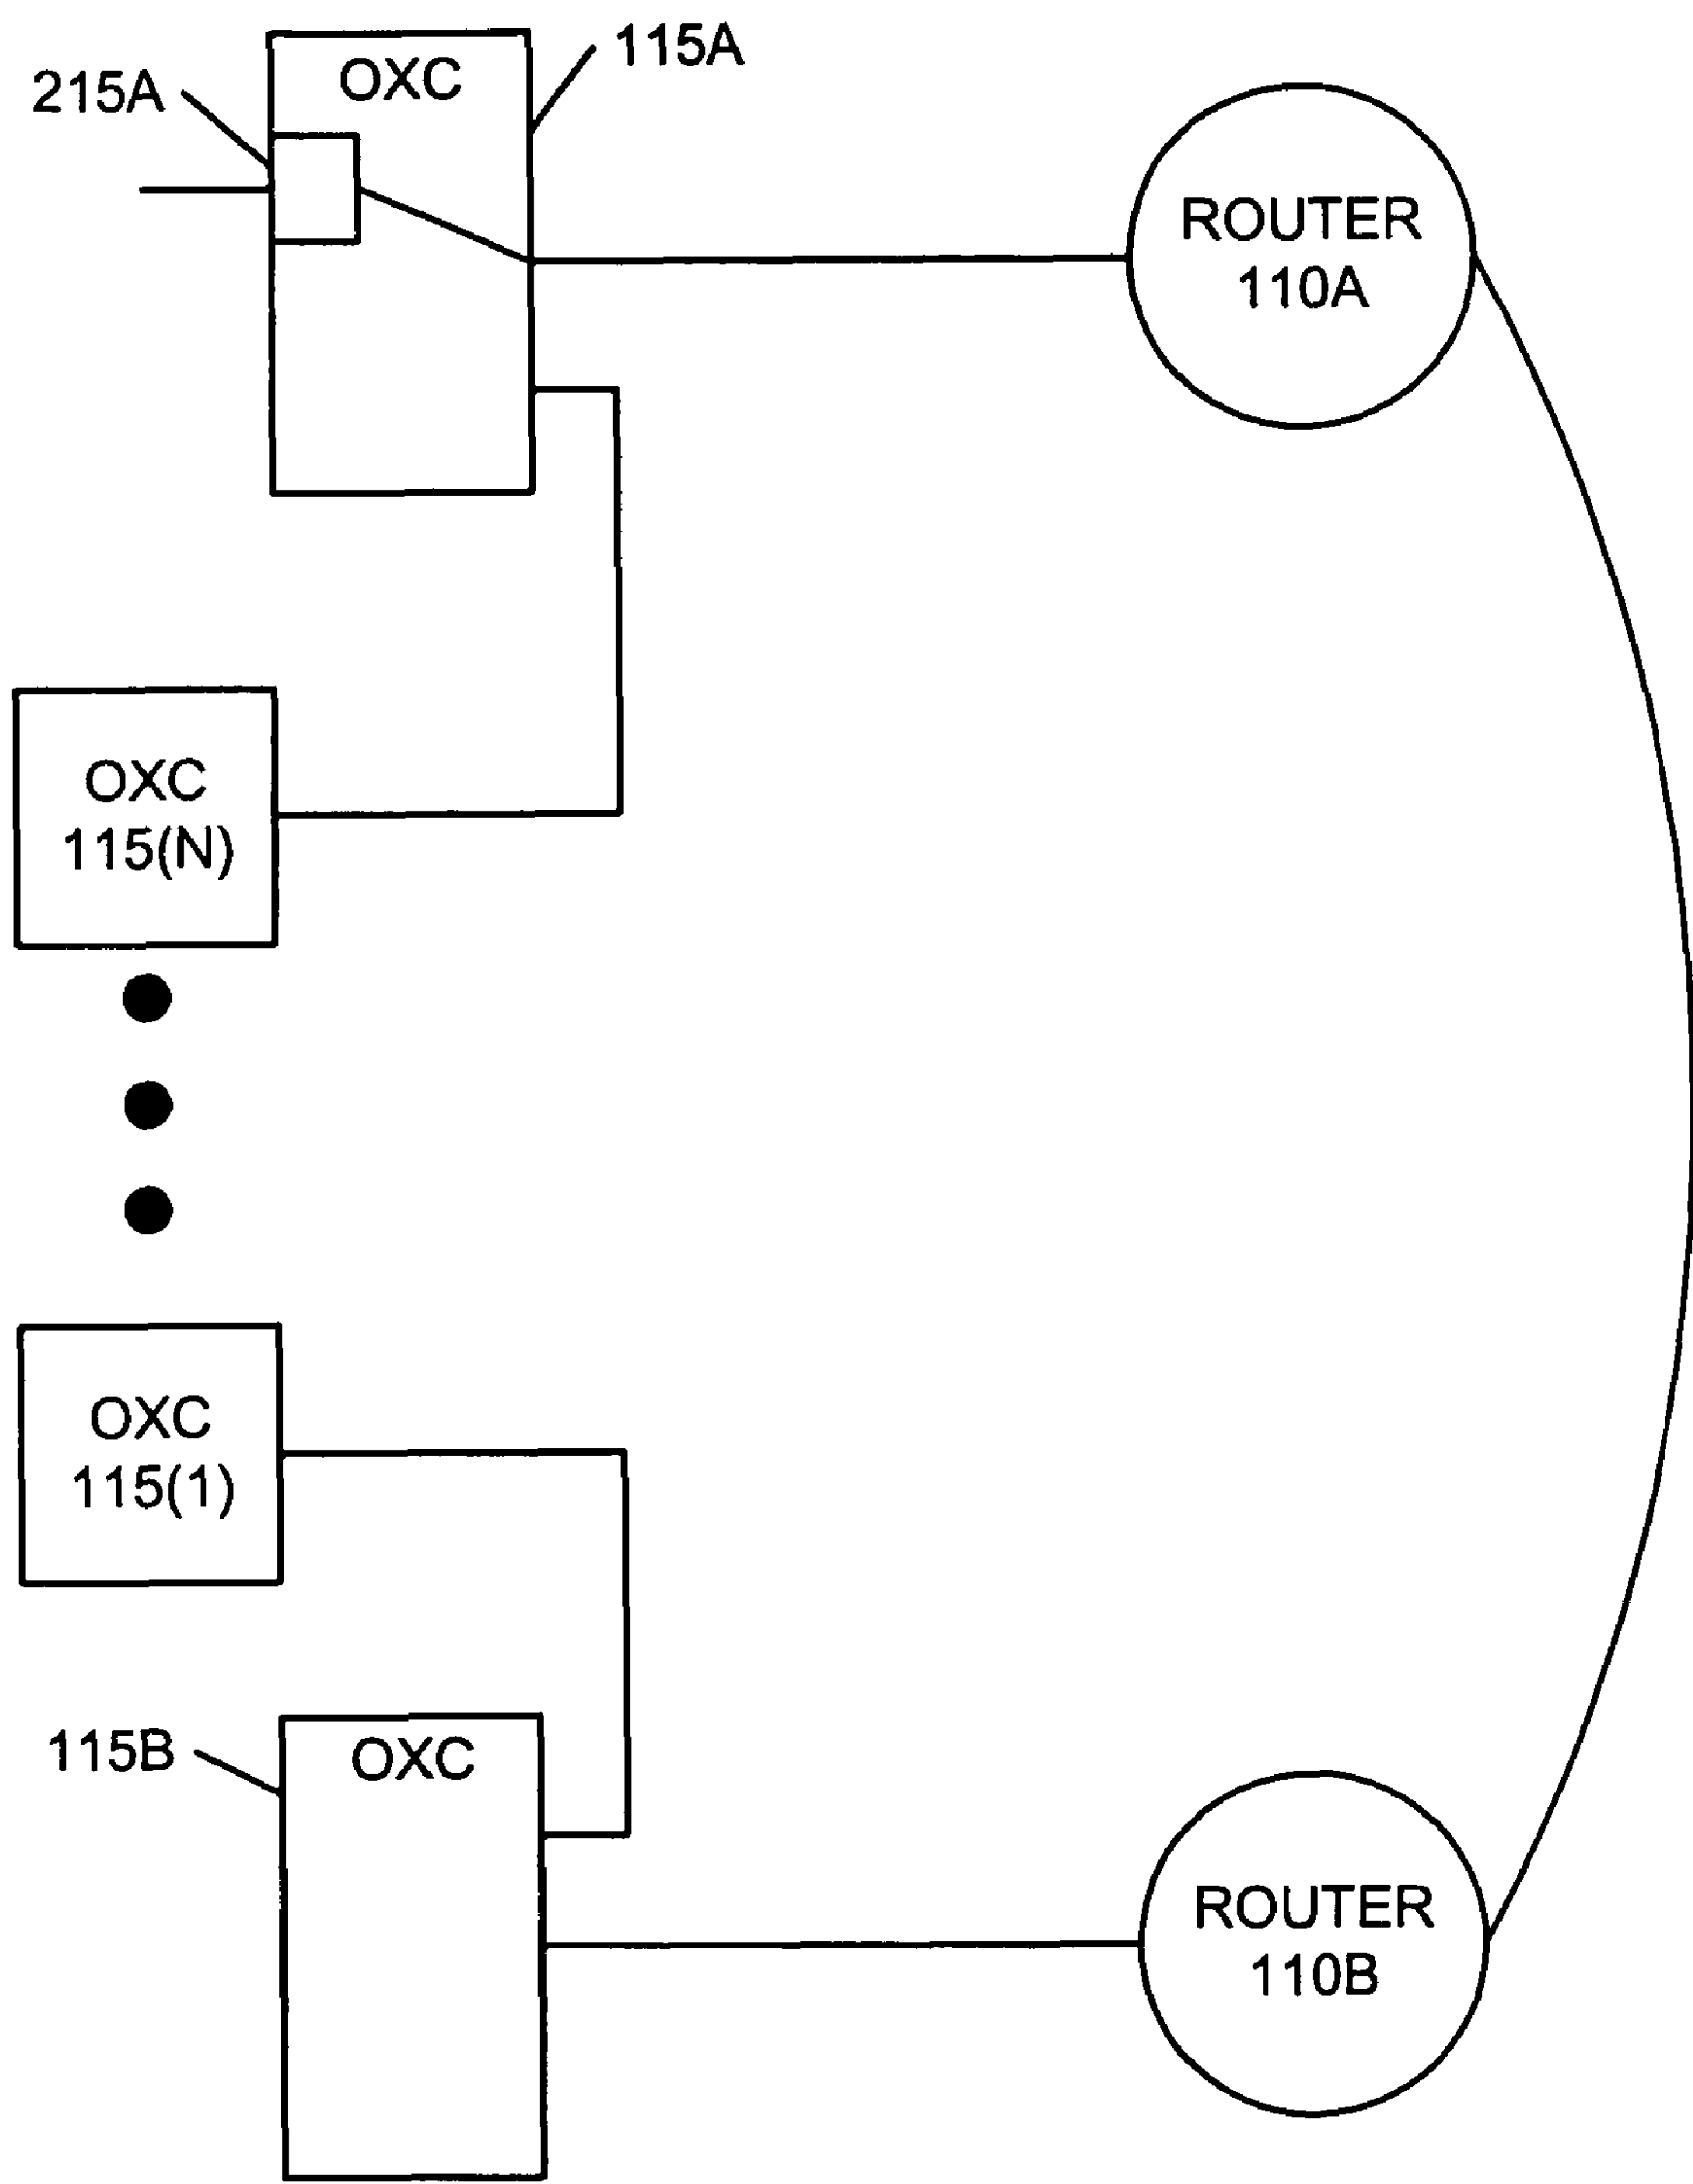 OXC
115A
215A
ROUTER
110A
OXC
115(N)
OXC
115(1)
115B
OXC
ROUTER
110B